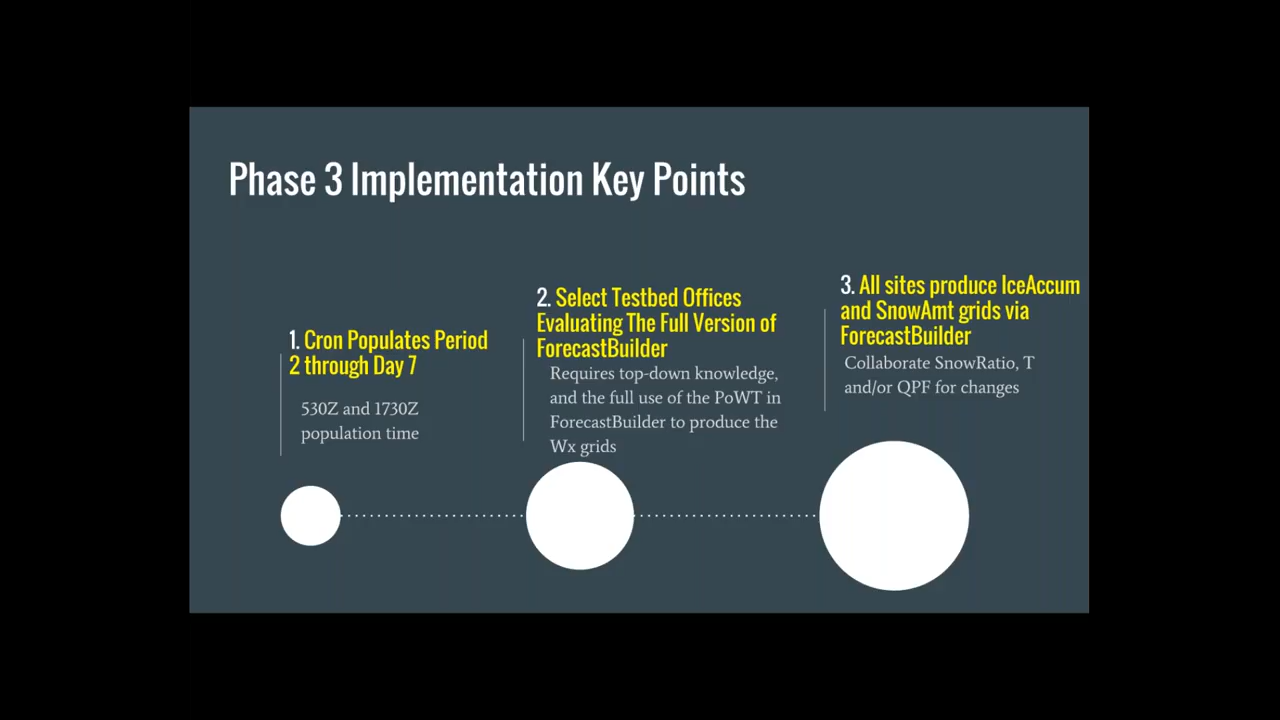 Phase 3 Implementation Key Points
1. Cron Populates Period
2 through Day 7
530Z and 1730Z
population time
2. Select Testbed Offices
Evaluating The Full Version of
ForecastBuilder
Requires top-down knowledge,
and the full use of the PoWT in
ForecastBuilder to produce the
Wx grids
3. All sites produce IceAccum
and SnowAmt grids via
ForecastBuilder
Collaborate SnowRatio, T
and/or QPF for changes